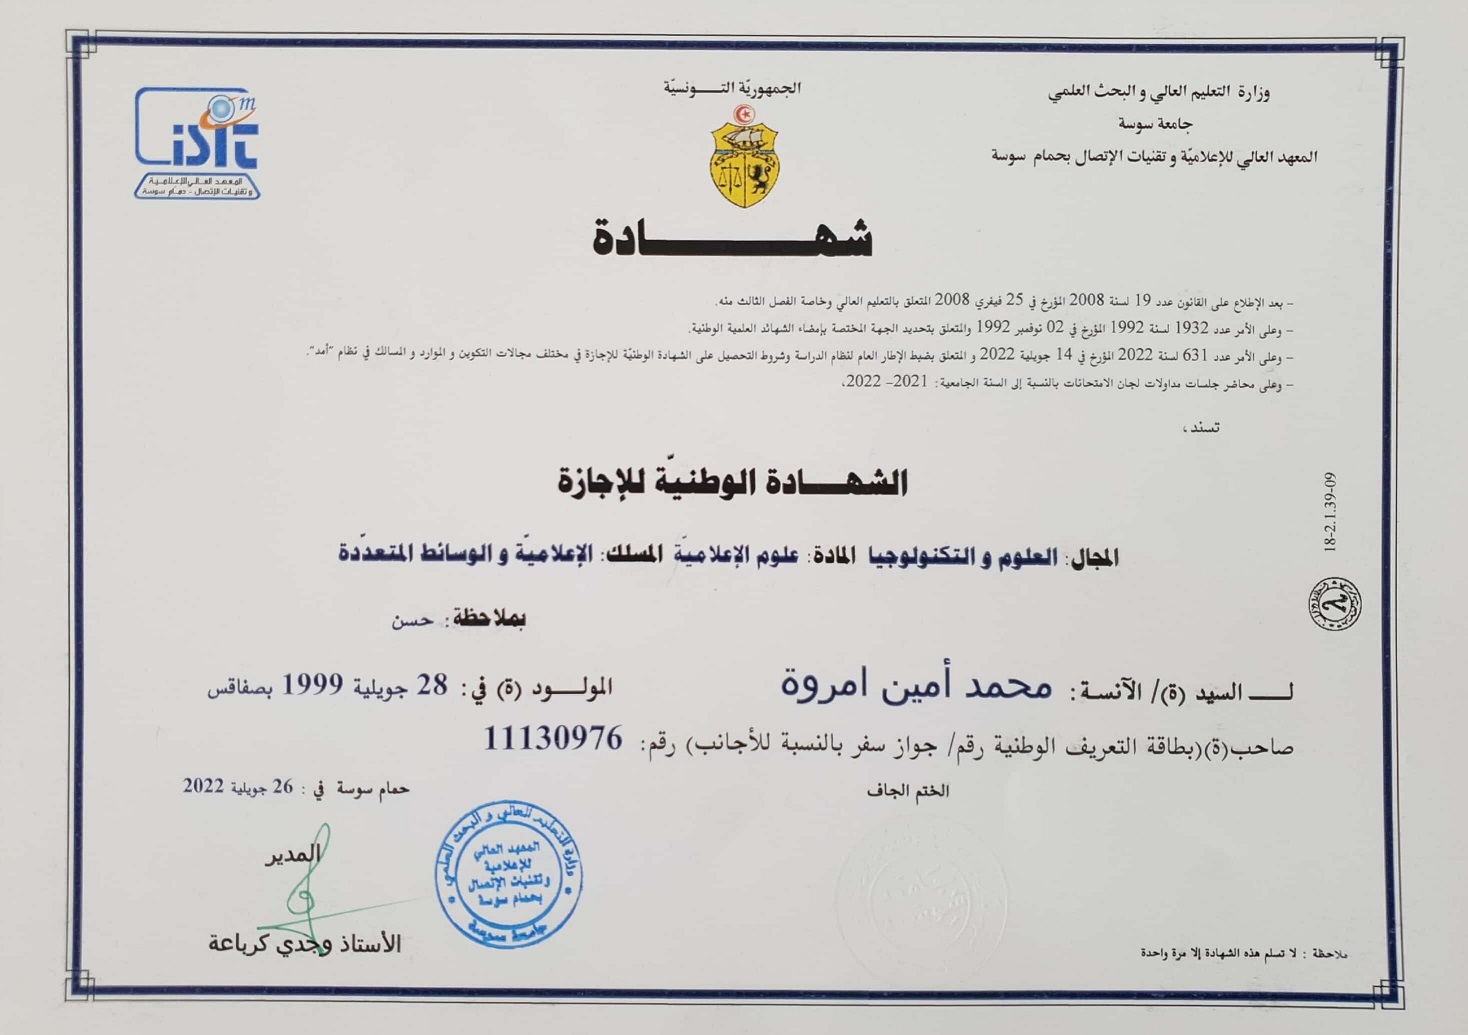 الجمهوريّة التـــونسيّة
وزارة التعليم العالي و البحث العلمي
جامعة سوسة
المعهد العالي للإعلاميّة و تقنيات الإتصال بحمام سوسة
isit m
المعهد العالي للإعلامية
و تقنيات الإتصال - حمام سوسة
شهـــــــــادة
– بعد الإطلاع على القانون عدد 19 لسنة 2008 المؤرخ في 25 فيفري 2008 المتعلق بالتعليم العالي وخاصة الفصل الثالث منه.
– وعلى الأمر عدد 1932 لسنة 1992 المؤرخ في 02 نوفمبر 1992 والمتعلق بتحديد الجهة المختصة بإمضاء الشهائد العلمية الوطنية.
– وعلى الأمر عدد 631 لسنة 2022 المؤرخ في 14 جويلية 2022 و المتعلق بضبط الإطار العام لنظام الدراسة وشروط التحصيل على الشهادة الوطنيّة للإجازة في مختلف مجالات التكوين و الموارد و المسالك في نظام "أمد".
– وعلى محاضر جلسات مداولات لجان الامتحانات بالنسبة إلى السنة الجامعية: 2021– 2022،
تسند ،
الشهـــادة الوطنيّة للإجازة
المجال: العلوم و التكنولوجيا المادة: علوم الإعلاميّة المسلك: الإعلاميّة و الوسائط المتعدّدة
بملاحظة: حسن
لـــ السيد (ة)/ الآنسة: محمد أمين امروة المولـــود (ة) في: 28 جويلية 1999 بصفاقس
صاحب(ة)(بطاقة التعريف الوطنية رقم/ جواز سفر بالنسبة للأجانب) رقم: 11130976
حمام سوسة في : 26 جويلية 2022
الختم الجاف
المدير
الأستاذ وجدي كرباعة
وزارة التعليم العالي و البحث العلمي
المعهد العالي
للإعلامية
و تقنيات الإتصال
بحمام سوسة
جامعة سوسة
18-2.1.39-09
ملاحظة : لا تسلم هذه الشهادة إلا مرة واحدة